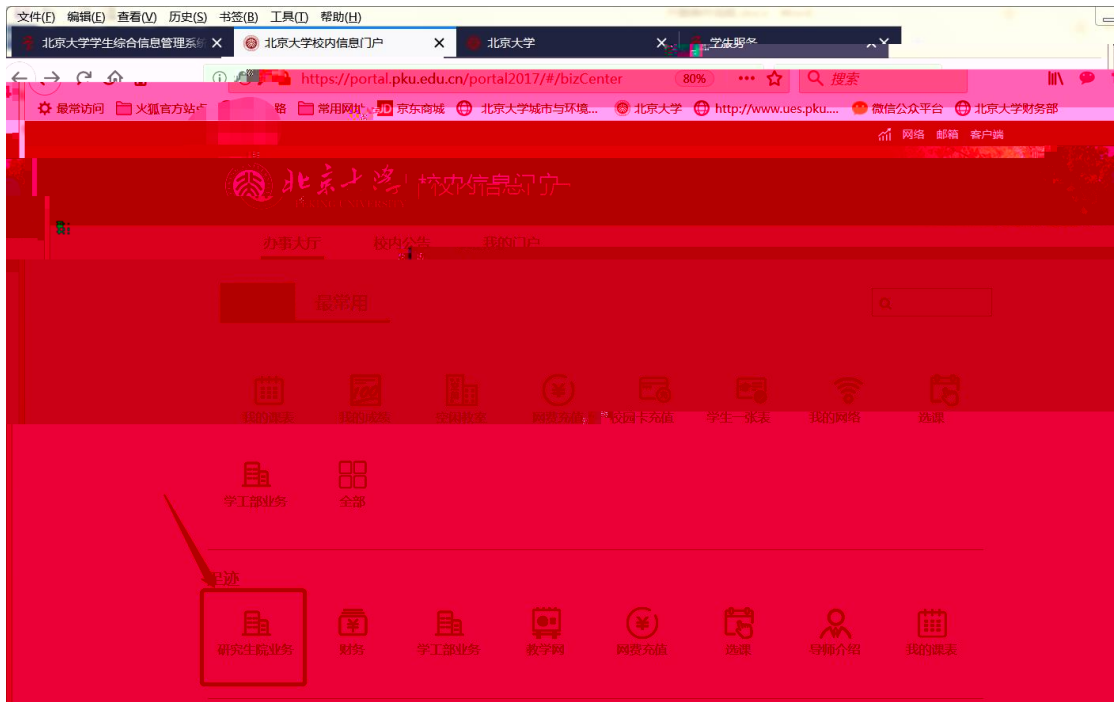 文件(F) 编辑(E) 查看(V) 历史(S) 书签(B) 工具(T) 帮助(H)
北京大学学生综合信息管理系统 北京大学校内信息门户 北京大学 学生服务
https://portal.pku.edu.cn/portal2017/#/bizCenter 80% 搜索
最常访问 火狐官方站点 常用网址 JD 京东商城 北京大学城市与环境... 北京大学 http://www.ues.pku.... 微信公众平台 北京大学财务部
网络 邮箱 客户端
北京大学 校内信息门户
PEKING UNIVERSITY
办事大厅 校内公告 我的门户
最常用
我的课表 我的成绩 网费充值 校园卡充值 学生一张表 我的网络 选课
学工部业务 全部
足迹
研究生院业务 财务 学工部业务 教学网 网费充值 选课 导师介绍 我的课表